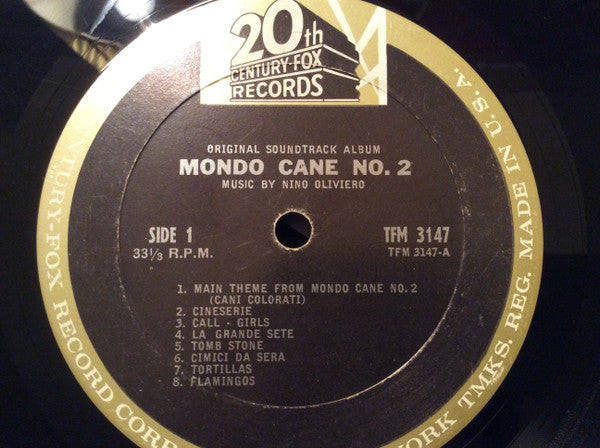 20th
CENTURY-FOX
RECORDS
ORIGINAL SOUNDTRACK ALBUM
MONDO CANE NO. 2
MUSIC BY NINO OLIVIERO
SIDE 1
TFM 3147
33⅓ R.P.M.
TFM 3147-A
1. MAIN THEME FROM MONDO CANE NO. 2
(CANI COLORATI)
2. CINESERIE
3. CALL - GIRLS
4. LA GRANDE SETE
5. TOMB STONE
6. CIMICI DA SERA
7. TORTILLAS
8. FLAMINGOS
NTURY-FOX RECORD CORP
ORK TMKS. REG. MADE IN U.S.A.